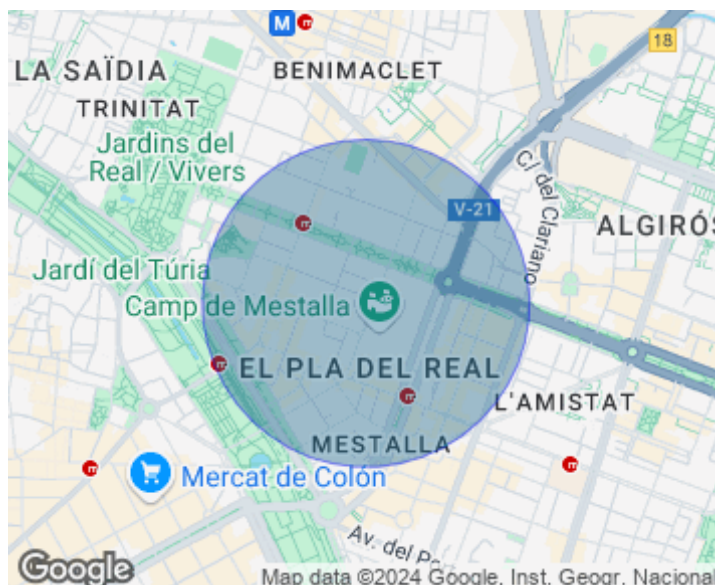 M
BENIMACLET
18
LA SAÏDIA
TRINITAT
Jardins del
Real / Vivers
C/ del Clariano
V-21
ALGIRÓS
Jardí del Túria
Camp de Mestalla
EL PLA DEL REAL
L'AMISTAT
MESTALLA
Mercat de Colón
Av. del
Google
Map data ©2024 Google, Inst. Geogr. Nacional